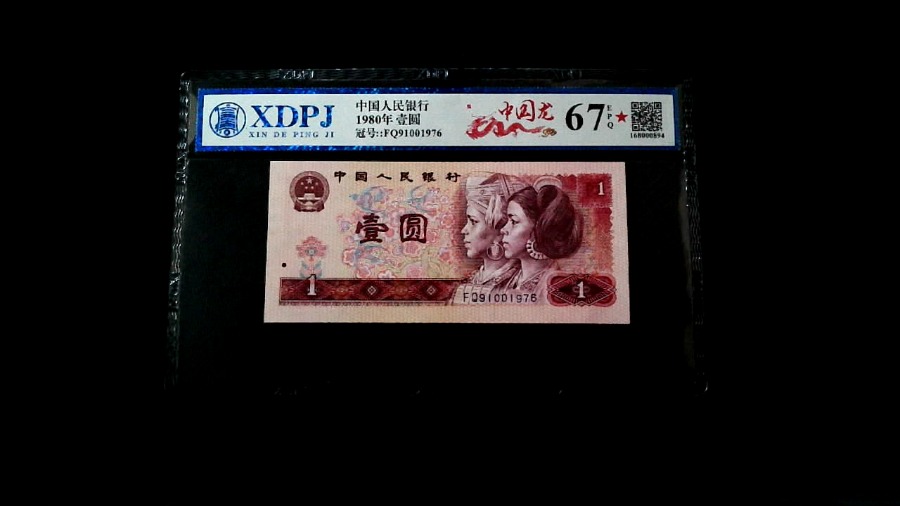 XDPJ
XIN DE PING JI
中国人民银行
1980年 壹圆
冠号::FQ91001976
中国龙
67
EPQ
★
168000894
中国人民银行
1
壹圆
1
FQ91001976
1